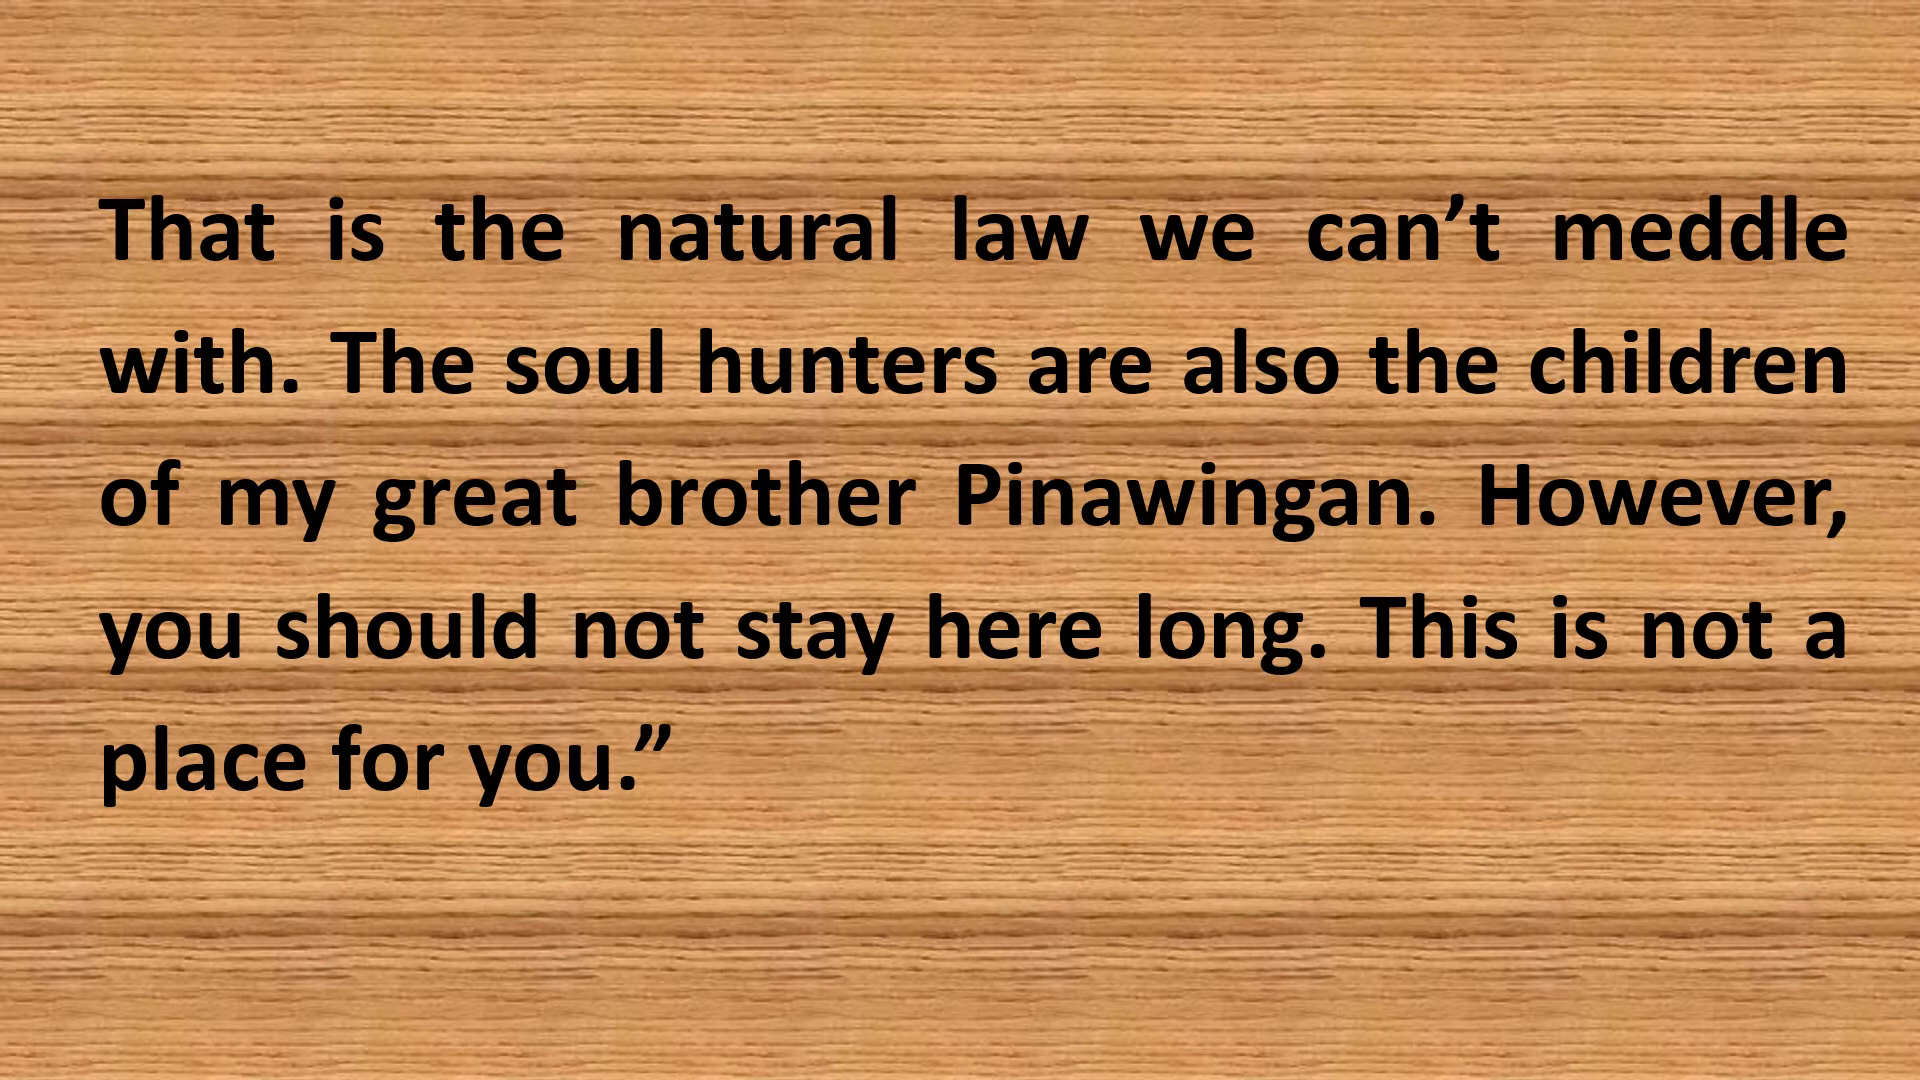 That is the natural law we can’t meddle
with. The soul hunters are also the children
of my great brother Pinawingan. However,
you should not stay here long. This is not a
place for you.”